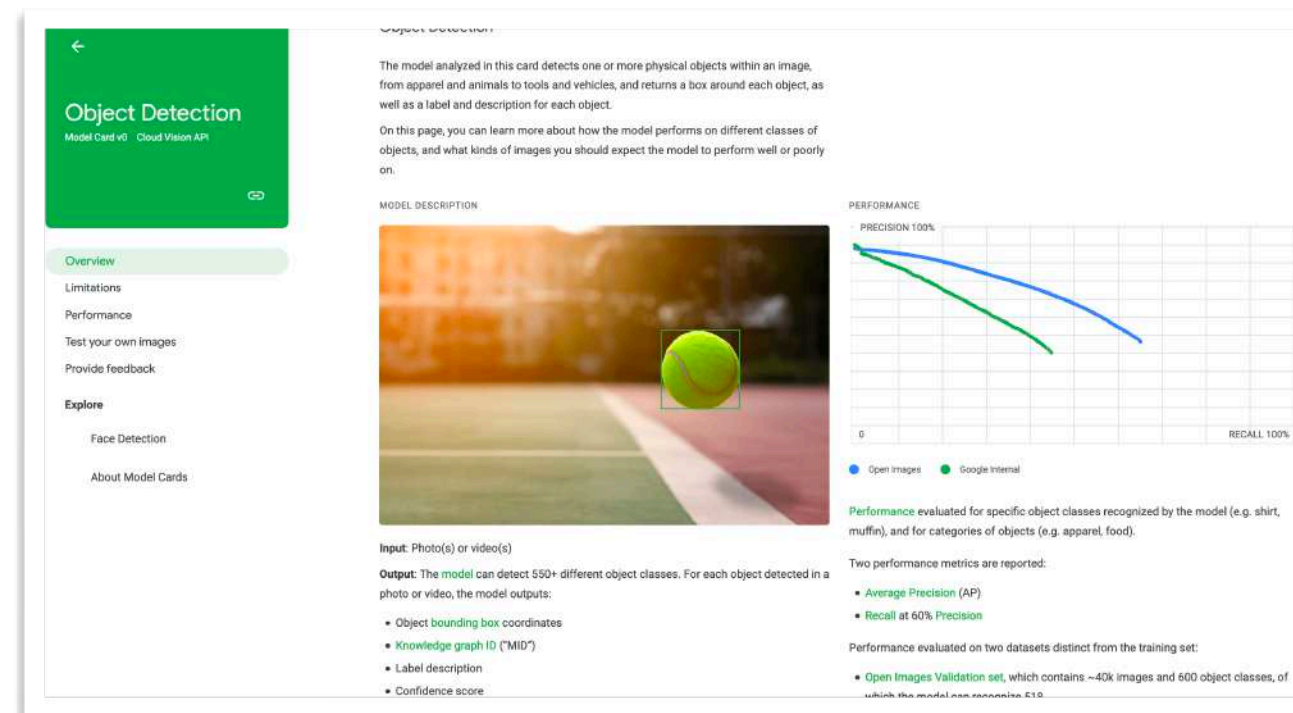 Object Detection
Model Card v0 Cloud Vision API
Overview
Limitations
Performance
Test your own images
Provide feedback
Explore
Face Detection
About Model Cards
Object Detection
The model analyzed in this card detects one or more physical objects within an image,
from apparel and animals to tools and vehicles, and returns a box around each object, as
well as a label and description for each object.
On this page, you can learn more about how the model performs on different classes of
objects, and what kinds of images you should expect the model to perform well or poorly
on.
MODEL DESCRIPTION
Input: Photo(s) or video(s)
Output: The model can detect 550+ different object classes. For each object detected in a
photo or video, the model outputs:
• Object bounding box coordinates
• Knowledge graph ID ("MID")
• Label description
• Confidence score
PERFORMANCE
PRECISION 100%
0
RECALL 100%
Open Images Google Internal
Performance evaluated for specific object classes recognized by the model (e.g. shirt,
muffin), and for categories of objects (e.g. apparel, food).
Two performance metrics are reported:
• Average Precision (AP)
• Recall at 60% Precision
Performance evaluated on two datasets distinct from the training set:
• Open Images Validation set, which contains ~40k images and 600 object classes, of
which the model can recognize 518